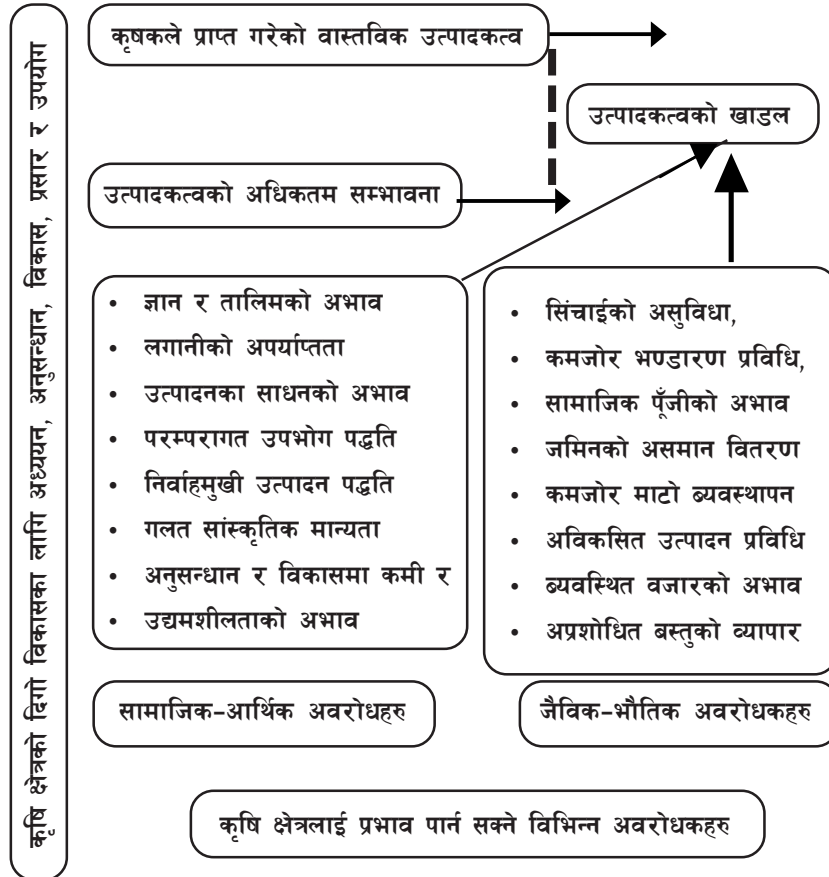 कृषि क्षेत्रको दिगो विकासका लागि अध्ययन, अनुसन्धान, विकास, प्रसार र उपयोग
कृषकले प्राप्त गरेको वास्तविक उत्पादकत्व
उत्पादकत्वको खाडल
उत्पादकत्वको अधिकतम सम्भावना
• ज्ञान र तालिमको अभाव
• लगानीको अपर्याप्तता
• उत्पादनका साधनको अभाव
• परम्परागत उपभोग पद्धति
• निर्वाहमुखी उत्पादन पद्धति
• गलत सांस्कृतिक मान्यता
• अनुसन्धान र विकासमा कमी र
• उद्यमशीलताको अभाव
• सिंचाईको असुविधा,
• कमजोर भण्डारण प्रविधि,
• सामाजिक पूँजीको अभाव
• जमिनको असमान वितरण
• कमजोर माटो ब्यवस्थापन
• अविकसित उत्पादन प्रविधि
• ब्यवस्थित वजारको अभाव
• अप्रशोधित बस्तुको व्यापार
सामाजिक-आर्थिक अवरोधहरु
जैविक-भौतिक अवरोधकहरु
कृषि क्षेत्रलाई प्रभाव पार्न सक्ने विभिन्न अवरोधकहरु